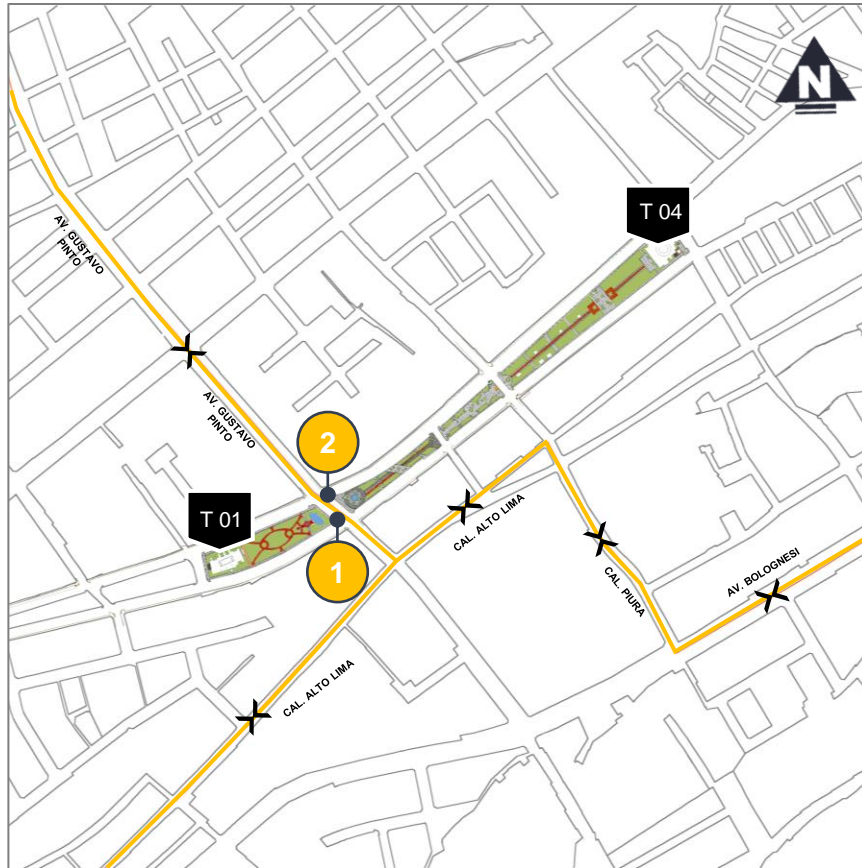 N
T 04
AV. GUSTAVO
PINTO
AV. GUSTAVO
PINTO
2
T 01
CAL. ALTO LIMA
1
AV. BOLOGNESI
CAL. PIURA
CAL. ALTO LIMA